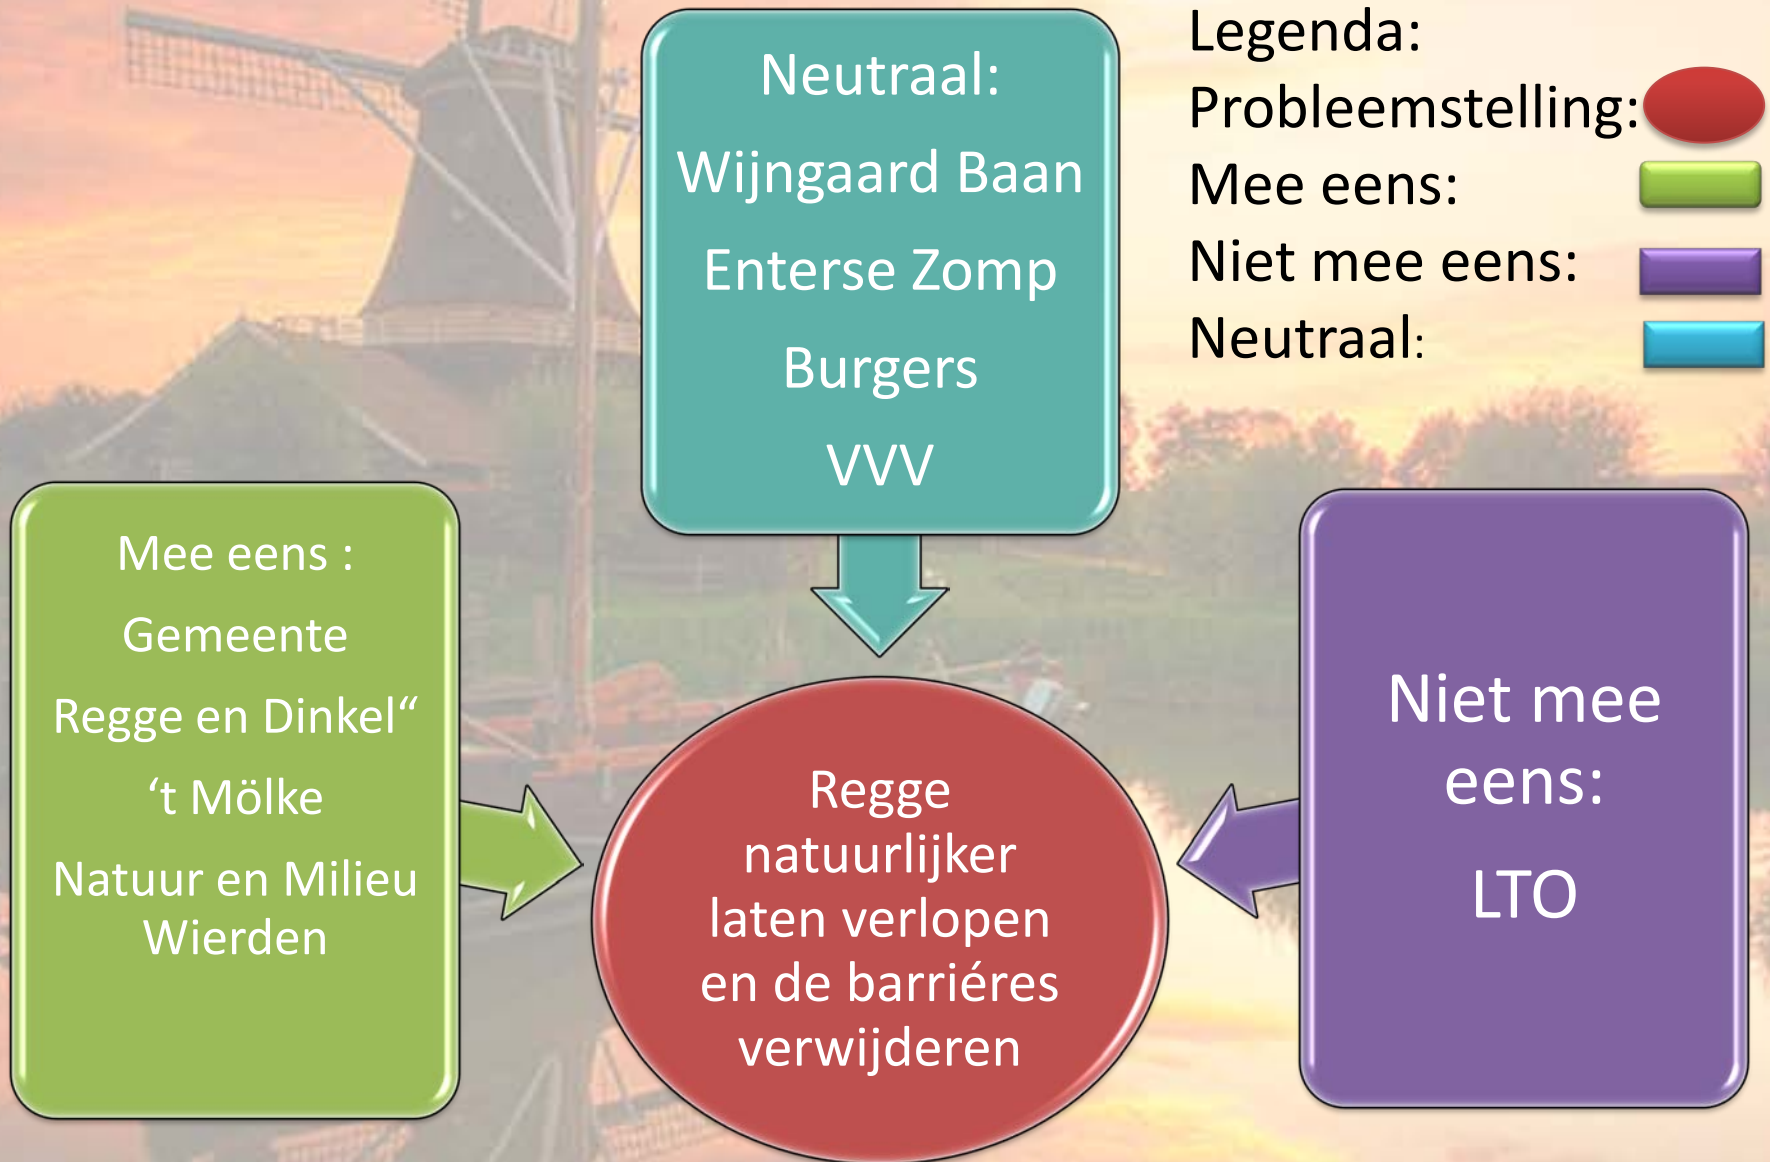 Neutraal:
Wijngaard Baan
Enterse Zomp
Burgers
VVV
Legenda:
Probleemstelling:
Mee eens:
Niet mee eens:
Neutraal:
Mee eens :
Gemeente
Regge en Dinkel“
‘t Mölke
Natuur en Milieu
Wierden
Regge
natuurlijker
laten verlopen
en de barriéres
verwijderen
Niet mee
eens:
LTO